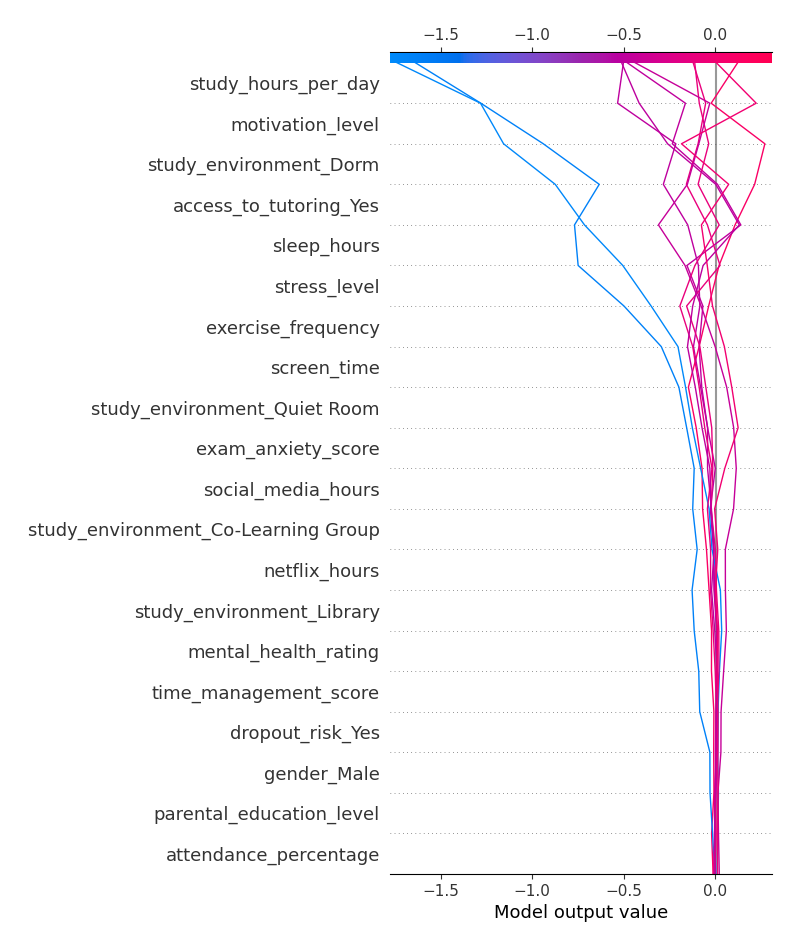 −1.5 −1.0 −0.5 0.0
study_hours_per_day
motivation_level
study_environment_Dorm
access_to_tutoring_Yes
sleep_hours
stress_level
exercise_frequency
screen_time
study_environment_Quiet Room
exam_anxiety_score
social_media_hours
study_environment_Co-Learning Group
netflix_hours
study_environment_Library
mental_health_rating
time_management_score
dropout_risk_Yes
gender_Male
parental_education_level
attendance_percentage
−1.5 −1.0 −0.5 0.0
Model output value